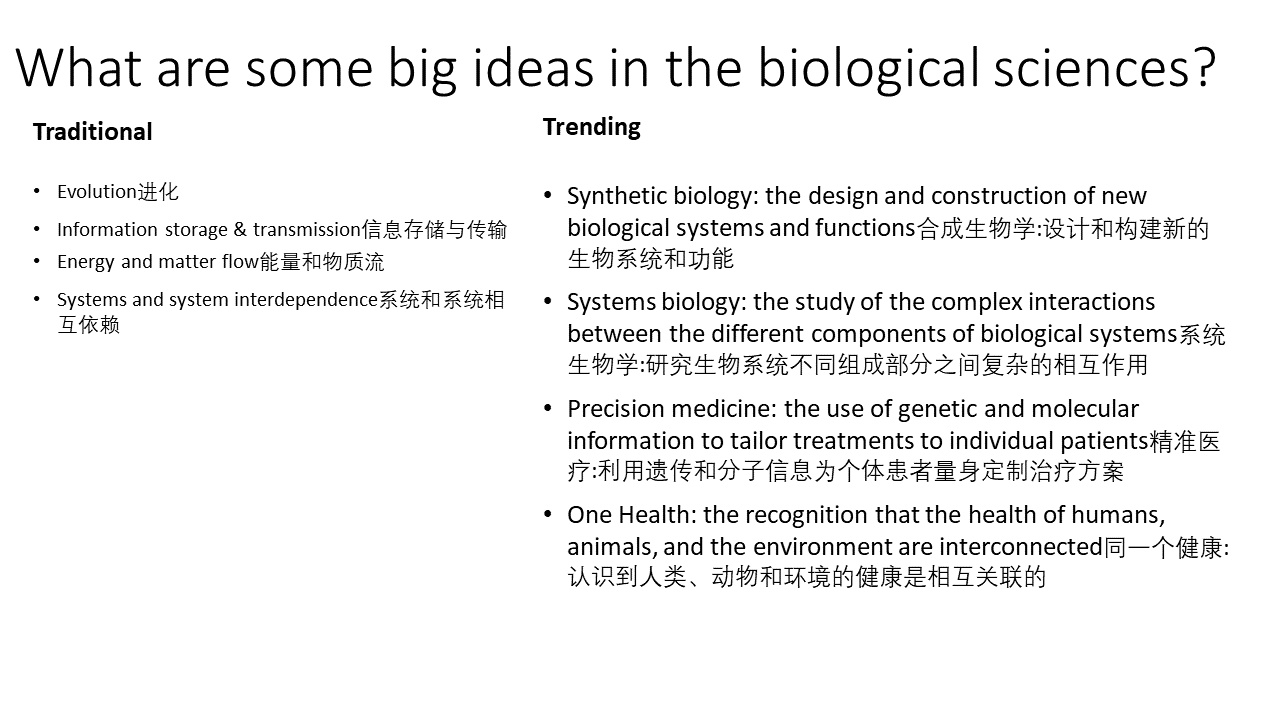 What are some big ideas in the biological sciences?
Traditional
• Evolution进化
• Information storage & transmission信息存储与传输
• Energy and matter flow能量和物质流
• Systems and system interdependence系统和系统相
互依赖
Trending
• Synthetic biology: the design and construction of new
biological systems and functions合成生物学:设计和构建新的
生物系统和功能
• Systems biology: the study of the complex interactions
between the different components of biological systems系统
生物学:研究生物系统不同组成部分之间复杂的相互作用
• Precision medicine: the use of genetic and molecular
information to tailor treatments to individual patients精准医
疗:利用遗传和分子信息为个体患者量身定制治疗方案
• One Health: the recognition that the health of humans,
animals, and the environment are interconnected同一个健康:
认识到人类、动物和环境的健康是相互关联的